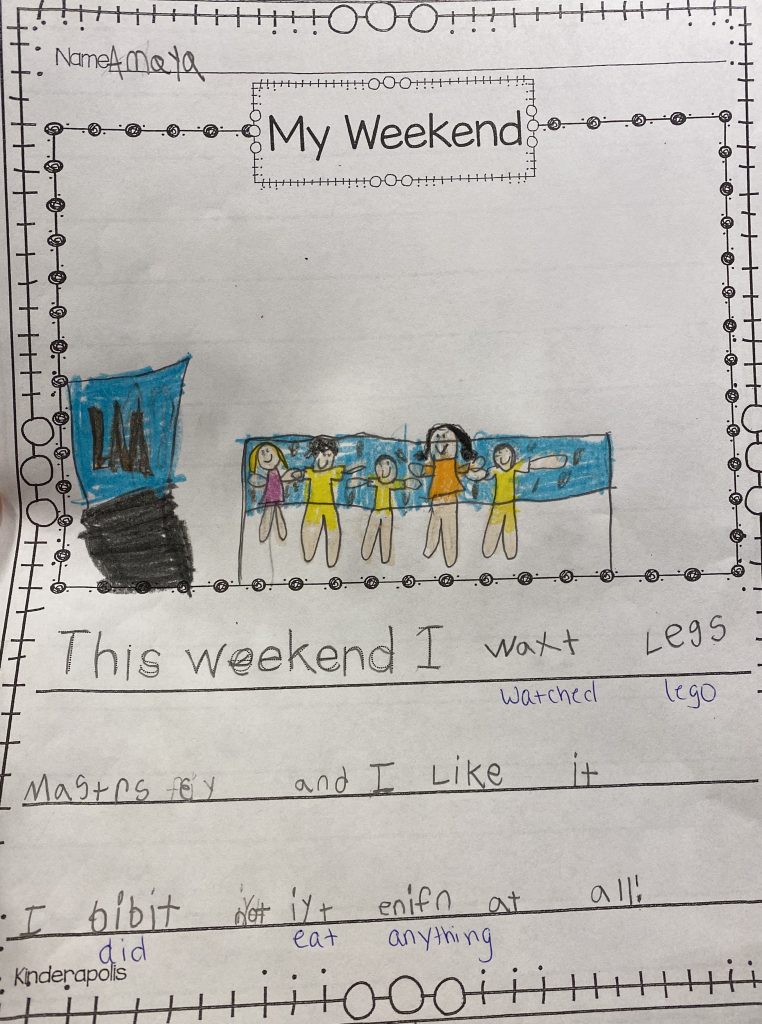 Name Amaya
My Weekend
This weekend I waxt Legs
watched lego
Mastrs and I Like it
I bibit not iyt enifn at all!
did eat anything
Kinderapolis